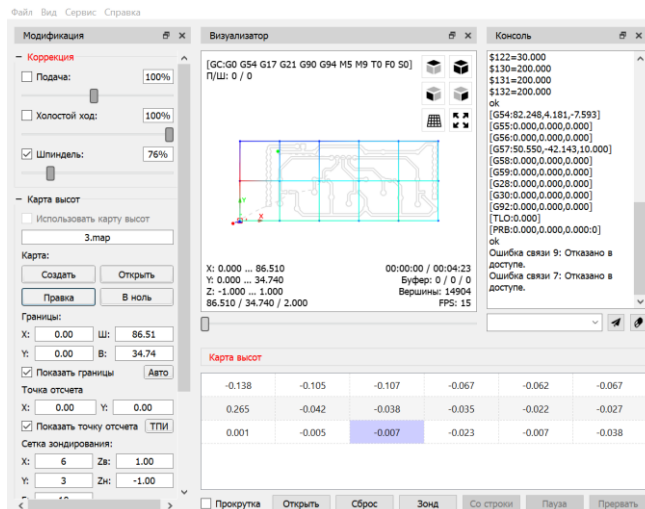 Файл Вид Сервис Справка
Модификация
Коррекция
Подача: 100%
Холостой ход: 100%
Шпиндель: 76%
Карта высот
Использовать карту высот
3.map
Карта:
Создать Открыть
Правка В ноль
Границы:
X: 0.00 Ш: 86.51
Y: 0.00 В: 34.74
Показать границы Авто
Точка отсчета
X: 0.00 Y: 0.00
Показать точку отсчета ТПИ
Сетка зондирования:
X: 6 Zв: 1.00
Y: 3 Zн: -1.00
Визуализатор
[GC:G0 G54 G17 G21 G90 G94 M5 M9 T0 F0 S0]
П/Ш: 0 / 0
Y
X
X: 0.000 ... 86.510
Y: 0.000 ... 34.740
Z: -1.000 ... 1.000
86.510 / 34.740 / 2.000
00:00:00 / 00:04:23
Буфер: 0 / 0 / 0
Вершины: 14904
FPS: 15
Консоль
$122=30.000
$130=200.000
$131=200.000
$132=200.000
ok
[G54:82.248,4.181,-7.593]
[G55:0.000,0.000,0.000]
[G56:0.000,0.000,0.000]
[G57:50.550,-42.143,10.000]
[G58:0.000,0.000,0.000]
[G59:0.000,0.000,0.000]
[G28:0.000,0.000,0.000]
[G30:0.000,0.000,0.000]
[G92:0.000,0.000,0.000]
[TLO:0.000]
[PRB:0.000,0.000,0.000:0]
ok
Ошибка связи 9: Отказано в
доступе.
Ошибка связи 7: Отказано в
доступе.
Карта высот
-0.138 -0.105 -0.107 -0.067 -0.062 -0.067
0.265 -0.042 -0.038 -0.035 -0.022 -0.027
0.001 -0.005 -0.007 -0.023 -0.007 -0.038
Прокрутка Открыть Сброс Зонд Со строки Пауза Прервать